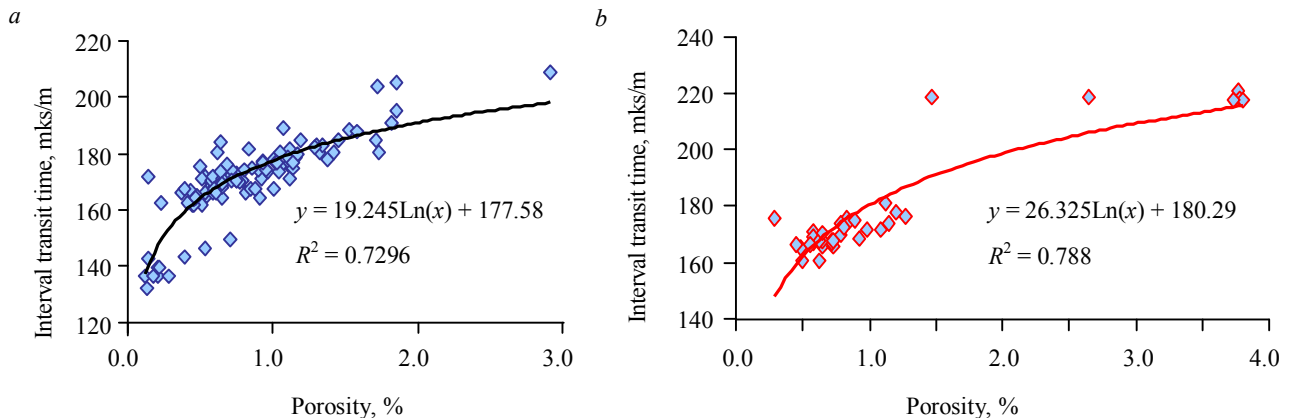 a
Interval transit time, mks/m
220
200
180
160
140
120
0.0 1.0 2.0 3.0
Porosity, %
y = 19.245Ln(x) + 177.58
R² = 0.7296
b
Interval transit time, mks/m
240
220
200
180
160
140
0.0 1.0 2.0 3.0 4.0
Porosity, %
y = 26.325Ln(x) + 180.29
R² = 0.788